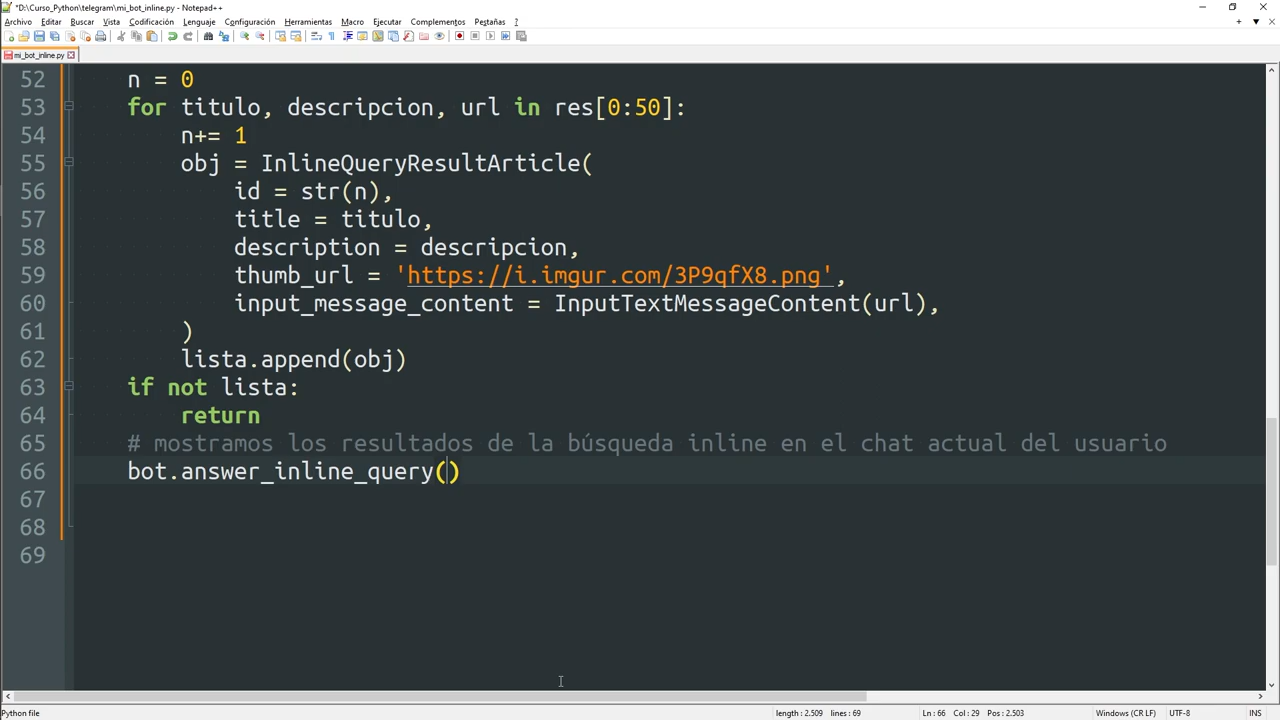 *D:\Curso_Python\telegram\mi_bot_inline.py - Notepad++
Archivo Editar Buscar Vista Codificación Lenguaje Configuración Herramientas Macro Ejecutar Complementos Pestañas ?
mi_bot_inline.py
52 n = 0
53 for titulo, descripcion, url in res[0:50]:
54 n+= 1
55 obj = InlineQueryResultArticle(
56 id = str(n),
57 title = titulo,
58 description = descripcion,
59 thumb_url = 'https://i.imgur.com/3P9qfX8.png',
60 input_message_content = InputTextMessageContent(url),
61 )
62 lista.append(obj)
63 if not lista:
64 return
65 # mostramos los resultados de la búsqueda inline en el chat actual del usuario
66 bot.answer_inline_query()
67
68
69
Python file length : 2.509 lines : 69 Ln : 66 Col : 29 Pos : 2.503 Windows (CR LF) UTF-8 INS